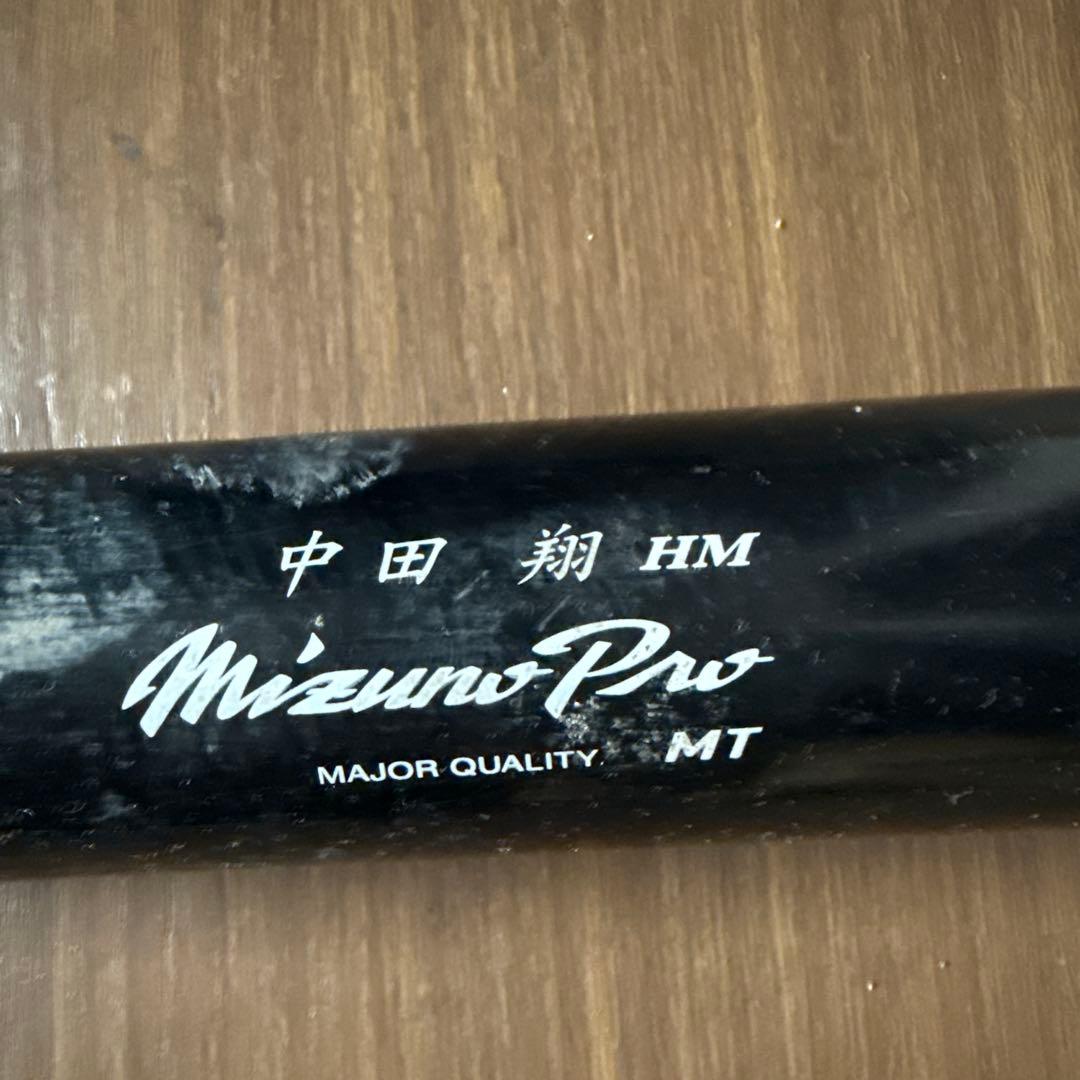 中田 翔 HM
Mizuno Pro
MAJOR QUALITY. MT